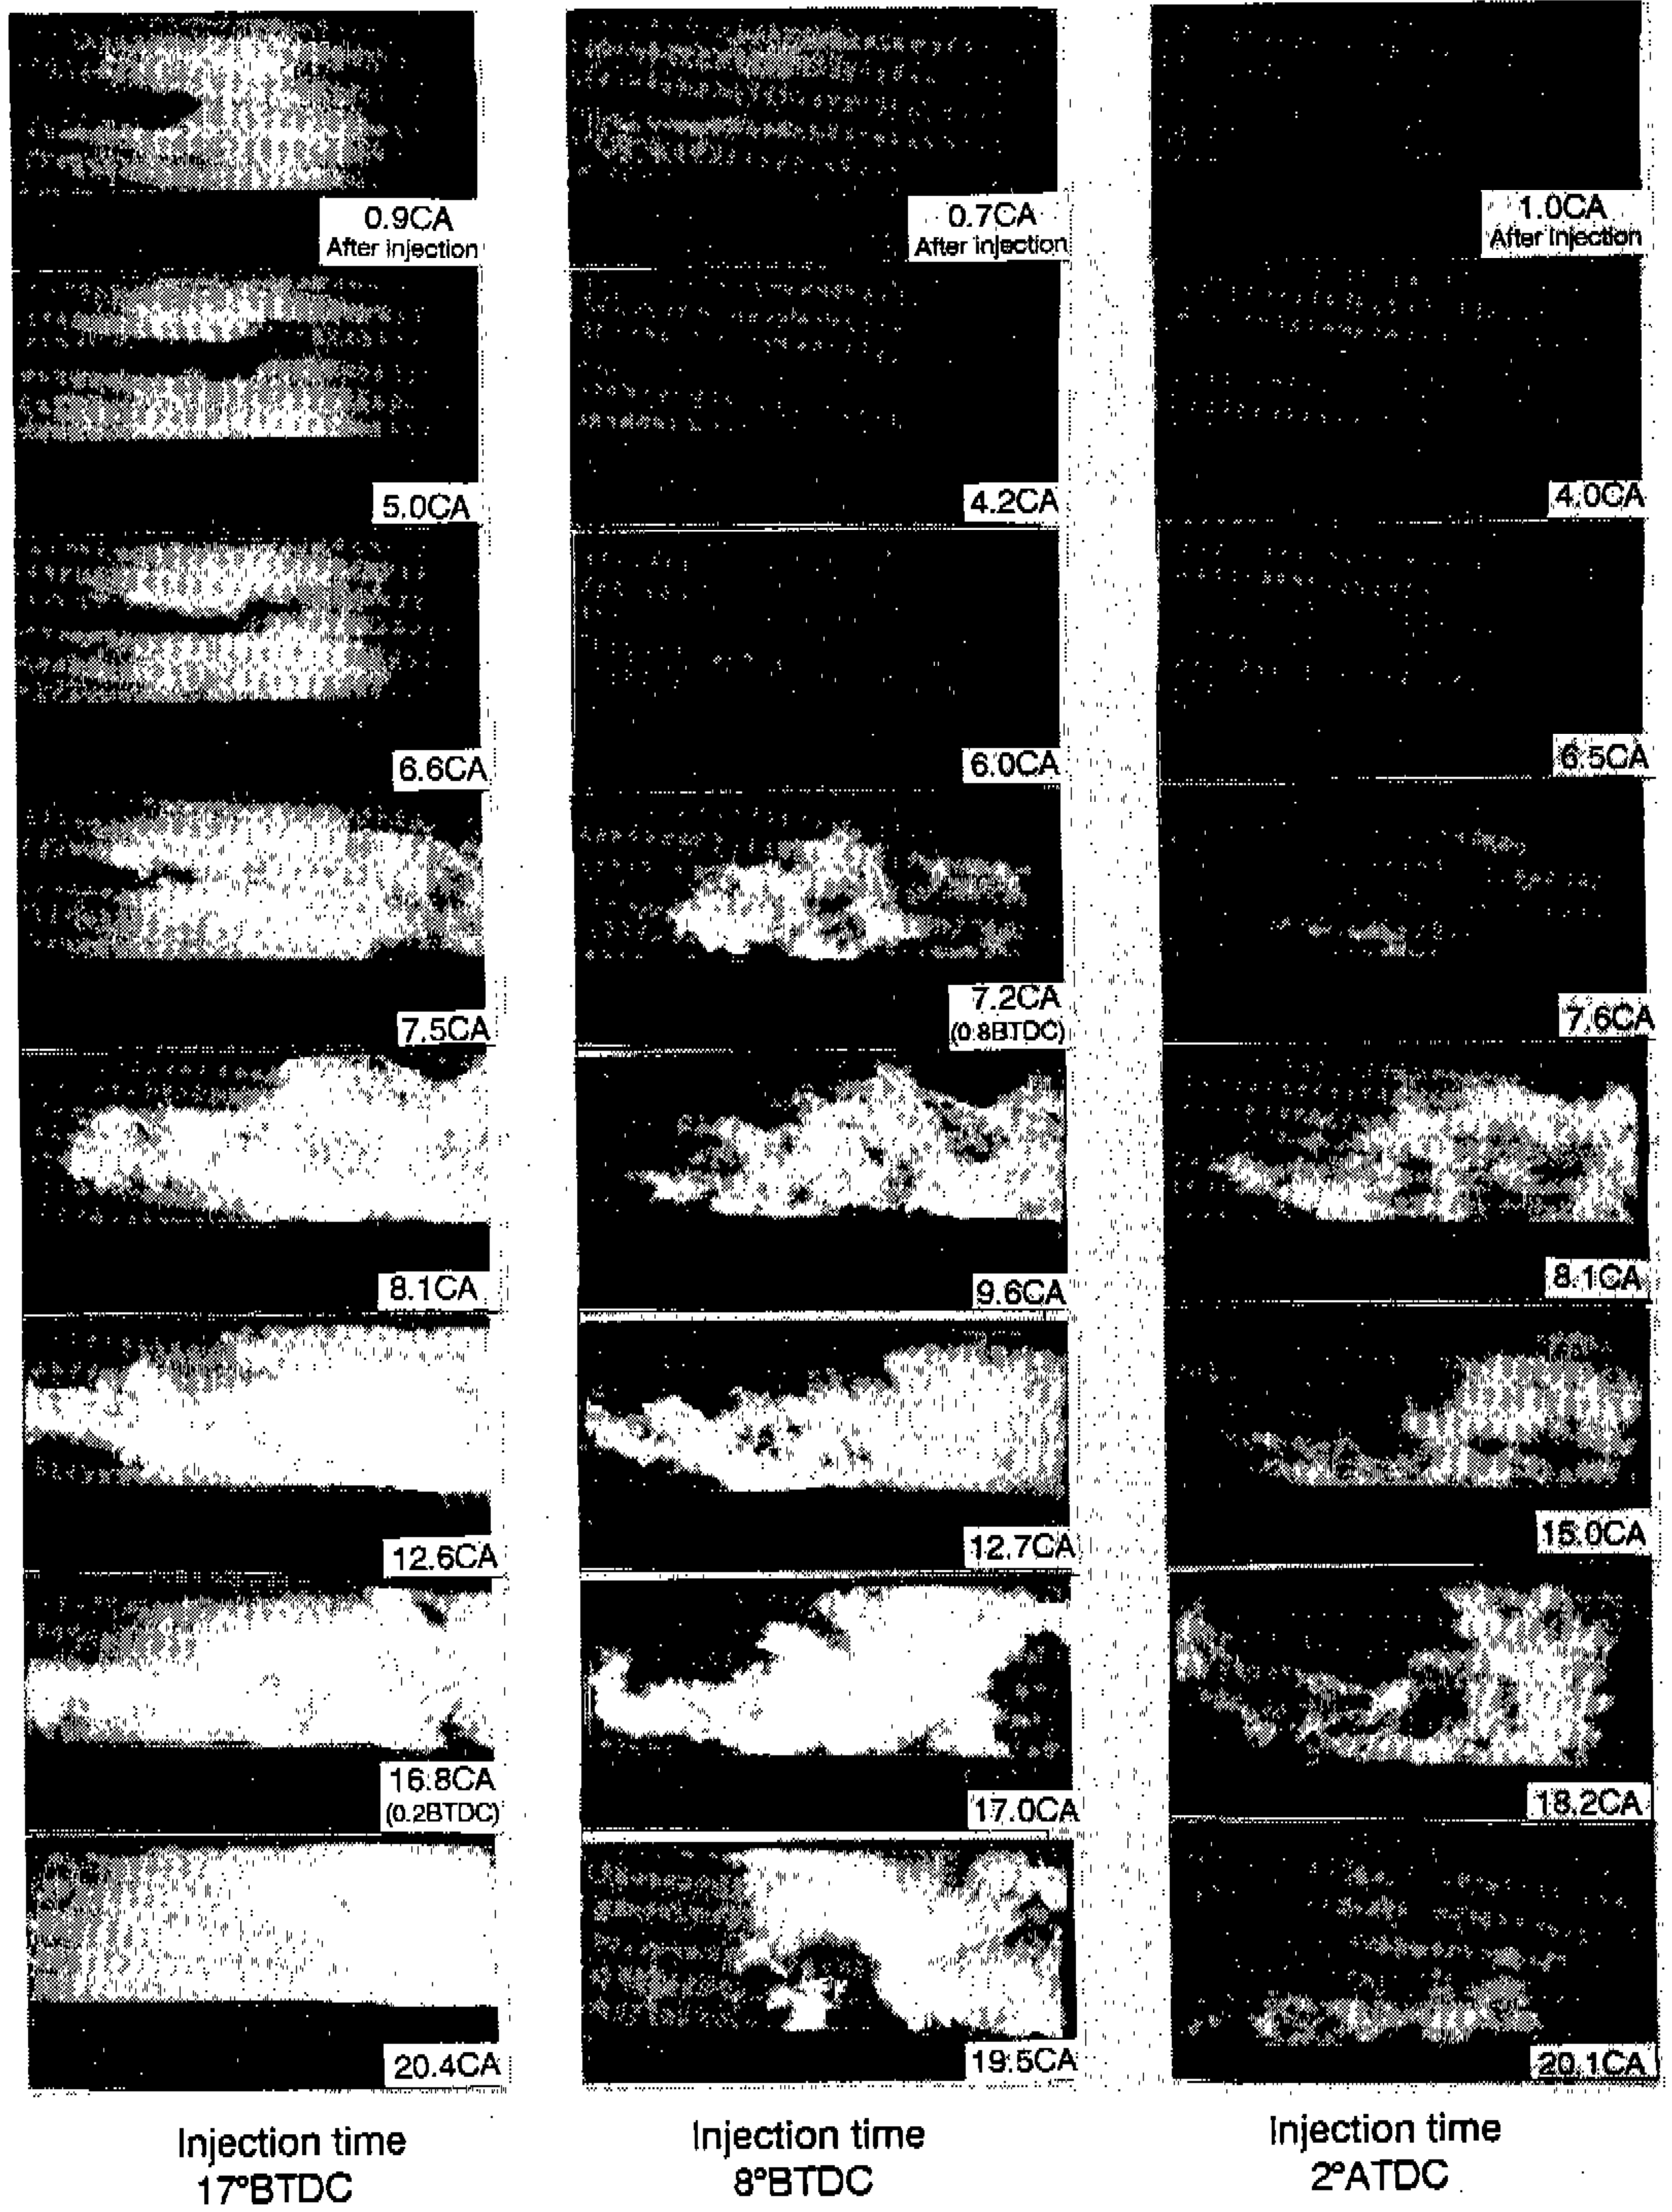 0.9CA
After injection
5.0CA
6.6CA
7.5CA
8.1CA
12.6CA
16.8CA
(0.2BTDC)
20.4CA
Injection time
17°BTDC
0.7CA
After injection
4.2CA
6.0CA
7.2CA
(0.8BTDC)
9.6CA
12.7CA
17.0CA
19.5CA
Injection time
8°BTDC
1.0CA
After injection
4.0CA
6.5CA
7.6CA
8.1CA
15.0CA
18.2CA
20.1CA
Injection time
2°ATDC